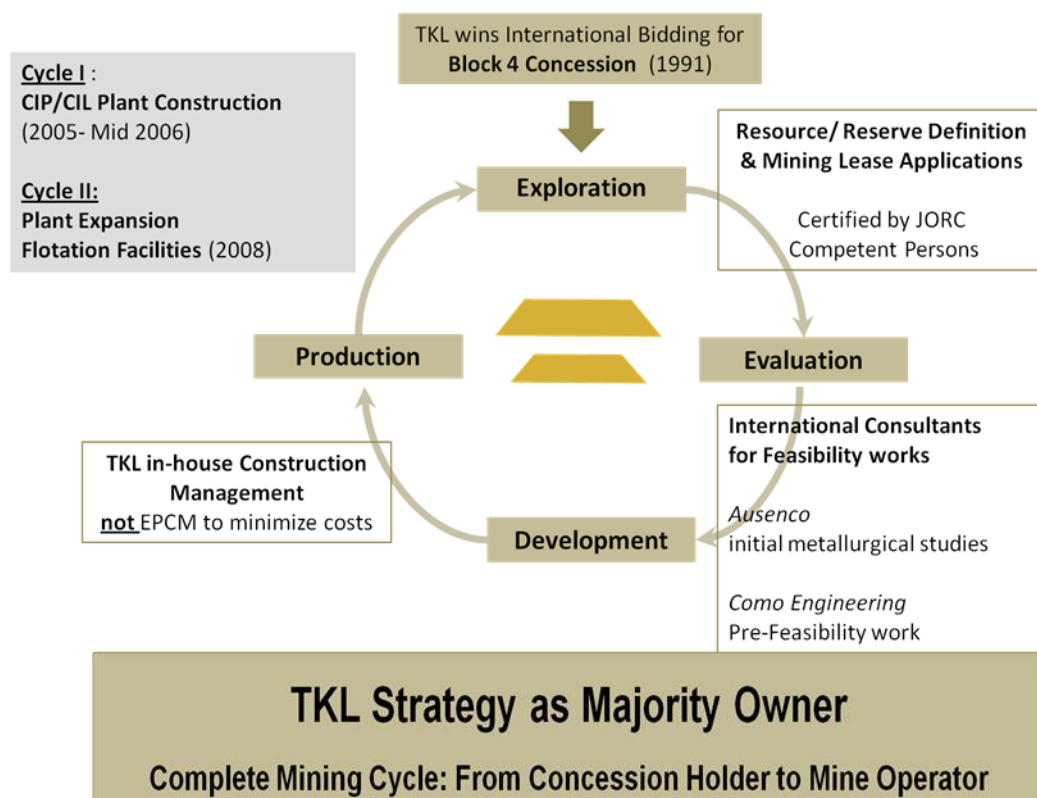 TKL wins International Bidding for
Block 4 Concession (1991)
Cycle I :
CIP/CIL Plant Construction
(2005- Mid 2006)
Cycle II:
Plant Expansion
Flotation Facilities (2008)
Exploration
Resource/ Reserve Definition
& Mining Lease Applications
Certified by JORC
Competent Persons
Production
Evaluation
TKL in-house Construction
Management
not EPCM to minimize costs
Development
International Consultants
for Feasibility works
Ausenco
initial metallurgical studies
Como Engineering
Pre-Feasibility work
TKL Strategy as Majority Owner
Complete Mining Cycle: From Concession Holder to Mine Operator